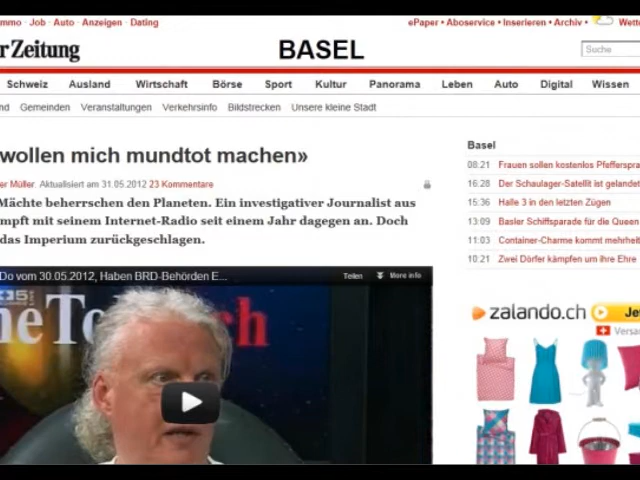 mmo · Job · Auto · Anzeigen · Dating
ePaper · Aboservice · Inserieren · Archiv ·
r Zeitung
BASEL
Suche
Schweiz Ausland Wirtschaft Börse Sport Kultur Panorama Leben Auto Digital Wissen
nd Gemeinden Veranstaltungen Verkehrsinfo Bildstrecken Unsere kleine Stadt
wollen mich mundtot machen»
er Müller. Aktualisiert am 31.05.2012 23 Kommentare
Mächte beherrschen den Planeten. Ein investigativer Journalist aus
mpft mit seinem Internet-Radio seit einem Jahr dagegen an. Doch
das Imperium zurückgeschlagen.
Do vom 30.05.2012, Haben BRD-Behörden E...
Teilen
More info
Basel
08:21 Frauen sollen kostenlos Pfefferspra
16:28 Der Schaulager-Satellit ist gelandet
15:36 Halle 3 in den letzten Zügen
13:09 Basler Schiffsparade für die Queen
11:03 Container-Charme kommt mehrheit
10:21 Zwei Dörfer kämpfen um ihre Ehre
zalando.ch
Je
Versa